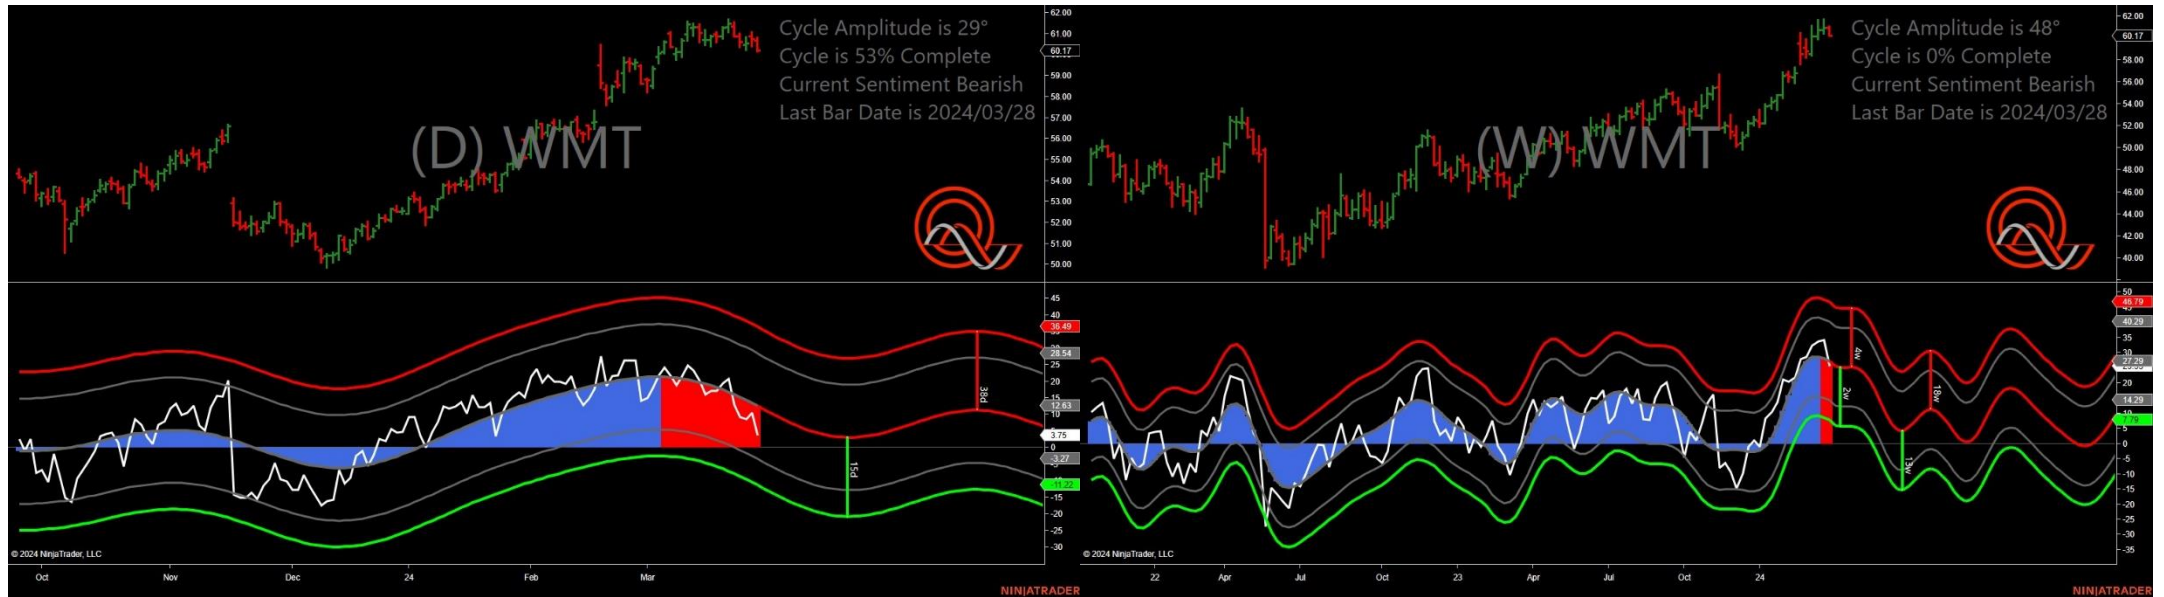 Cycle Amplitude is 29°
Cycle is 53% Complete
Current Sentiment Bearish
Last Bar Date is 2024/03/28
(D) WMT
62.00
61.00
60.17
59.00
58.00
57.00
56.00
55.00
54.00
53.00
52.00
51.00
50.00
45
36.49
28.54
25
20
12.63
3.75
0
-3.27
-11.22
-15
-20
-25
-30
38d
15d
© 2024 NinjaTrader, LLC
Oct Nov Dec 24 Feb Mar
NINJATRADER
Cycle Amplitude is 48°
Cycle is 0% Complete
Current Sentiment Bearish
Last Bar Date is 2024/03/28
(W) WMT
62.00
60.17
58.00
56.00
54.00
52.00
50.00
48.00
46.00
44.00
42.00
40.00
50
46.79
40.29
35
30
27.29
20
14.29
7.79
5
0
-5
-10
-15
-20
-25
-30
-35
4w
2w
18w
13w
© 2024 NinjaTrader, LLC
22 Apr Jul Oct 23 Apr Jul Oct 24
NINJATRADER